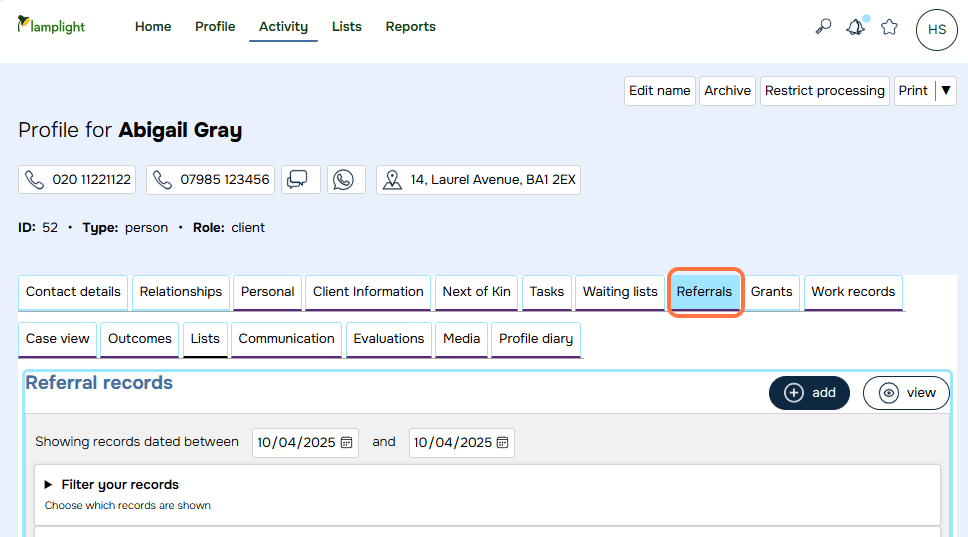 lamplight Home Profile Activity Lists Reports HS
Edit name Archive Restrict processing Print ▼
Profile for Abigail Gray
020 11221122 07985 123456 14, Laurel Avenue, BA1 2EX
ID: 52 • Type: person • Role: client
Contact details Relationships Personal Client Information Next of Kin Tasks Waiting lists Referrals Grants Work records
Case view Outcomes Lists Communication Evaluations Media Profile diary
Referral records add view
Showing records dated between 10/04/2025 and 10/04/2025
Filter your records
Choose which records are shown